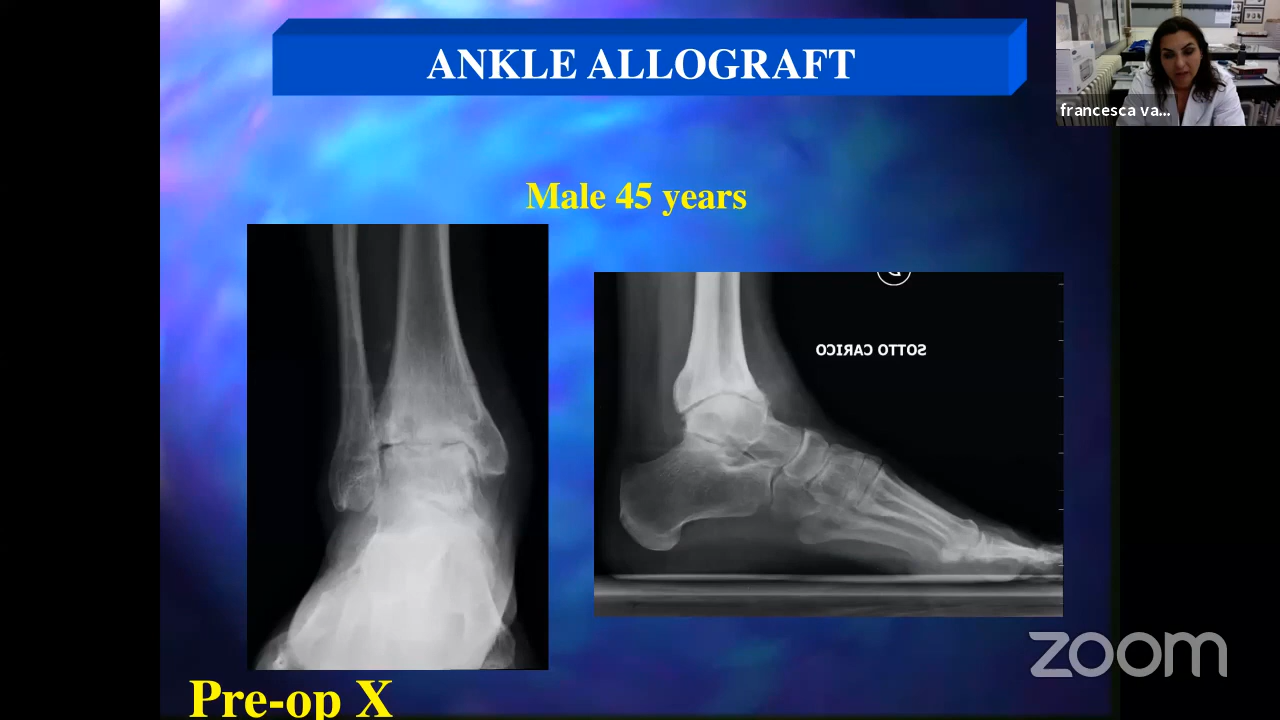 ANKLE ALLOGRAFT
francesca va...
Male 45 years
SOTTO CARICO
zoom
Pre-op X